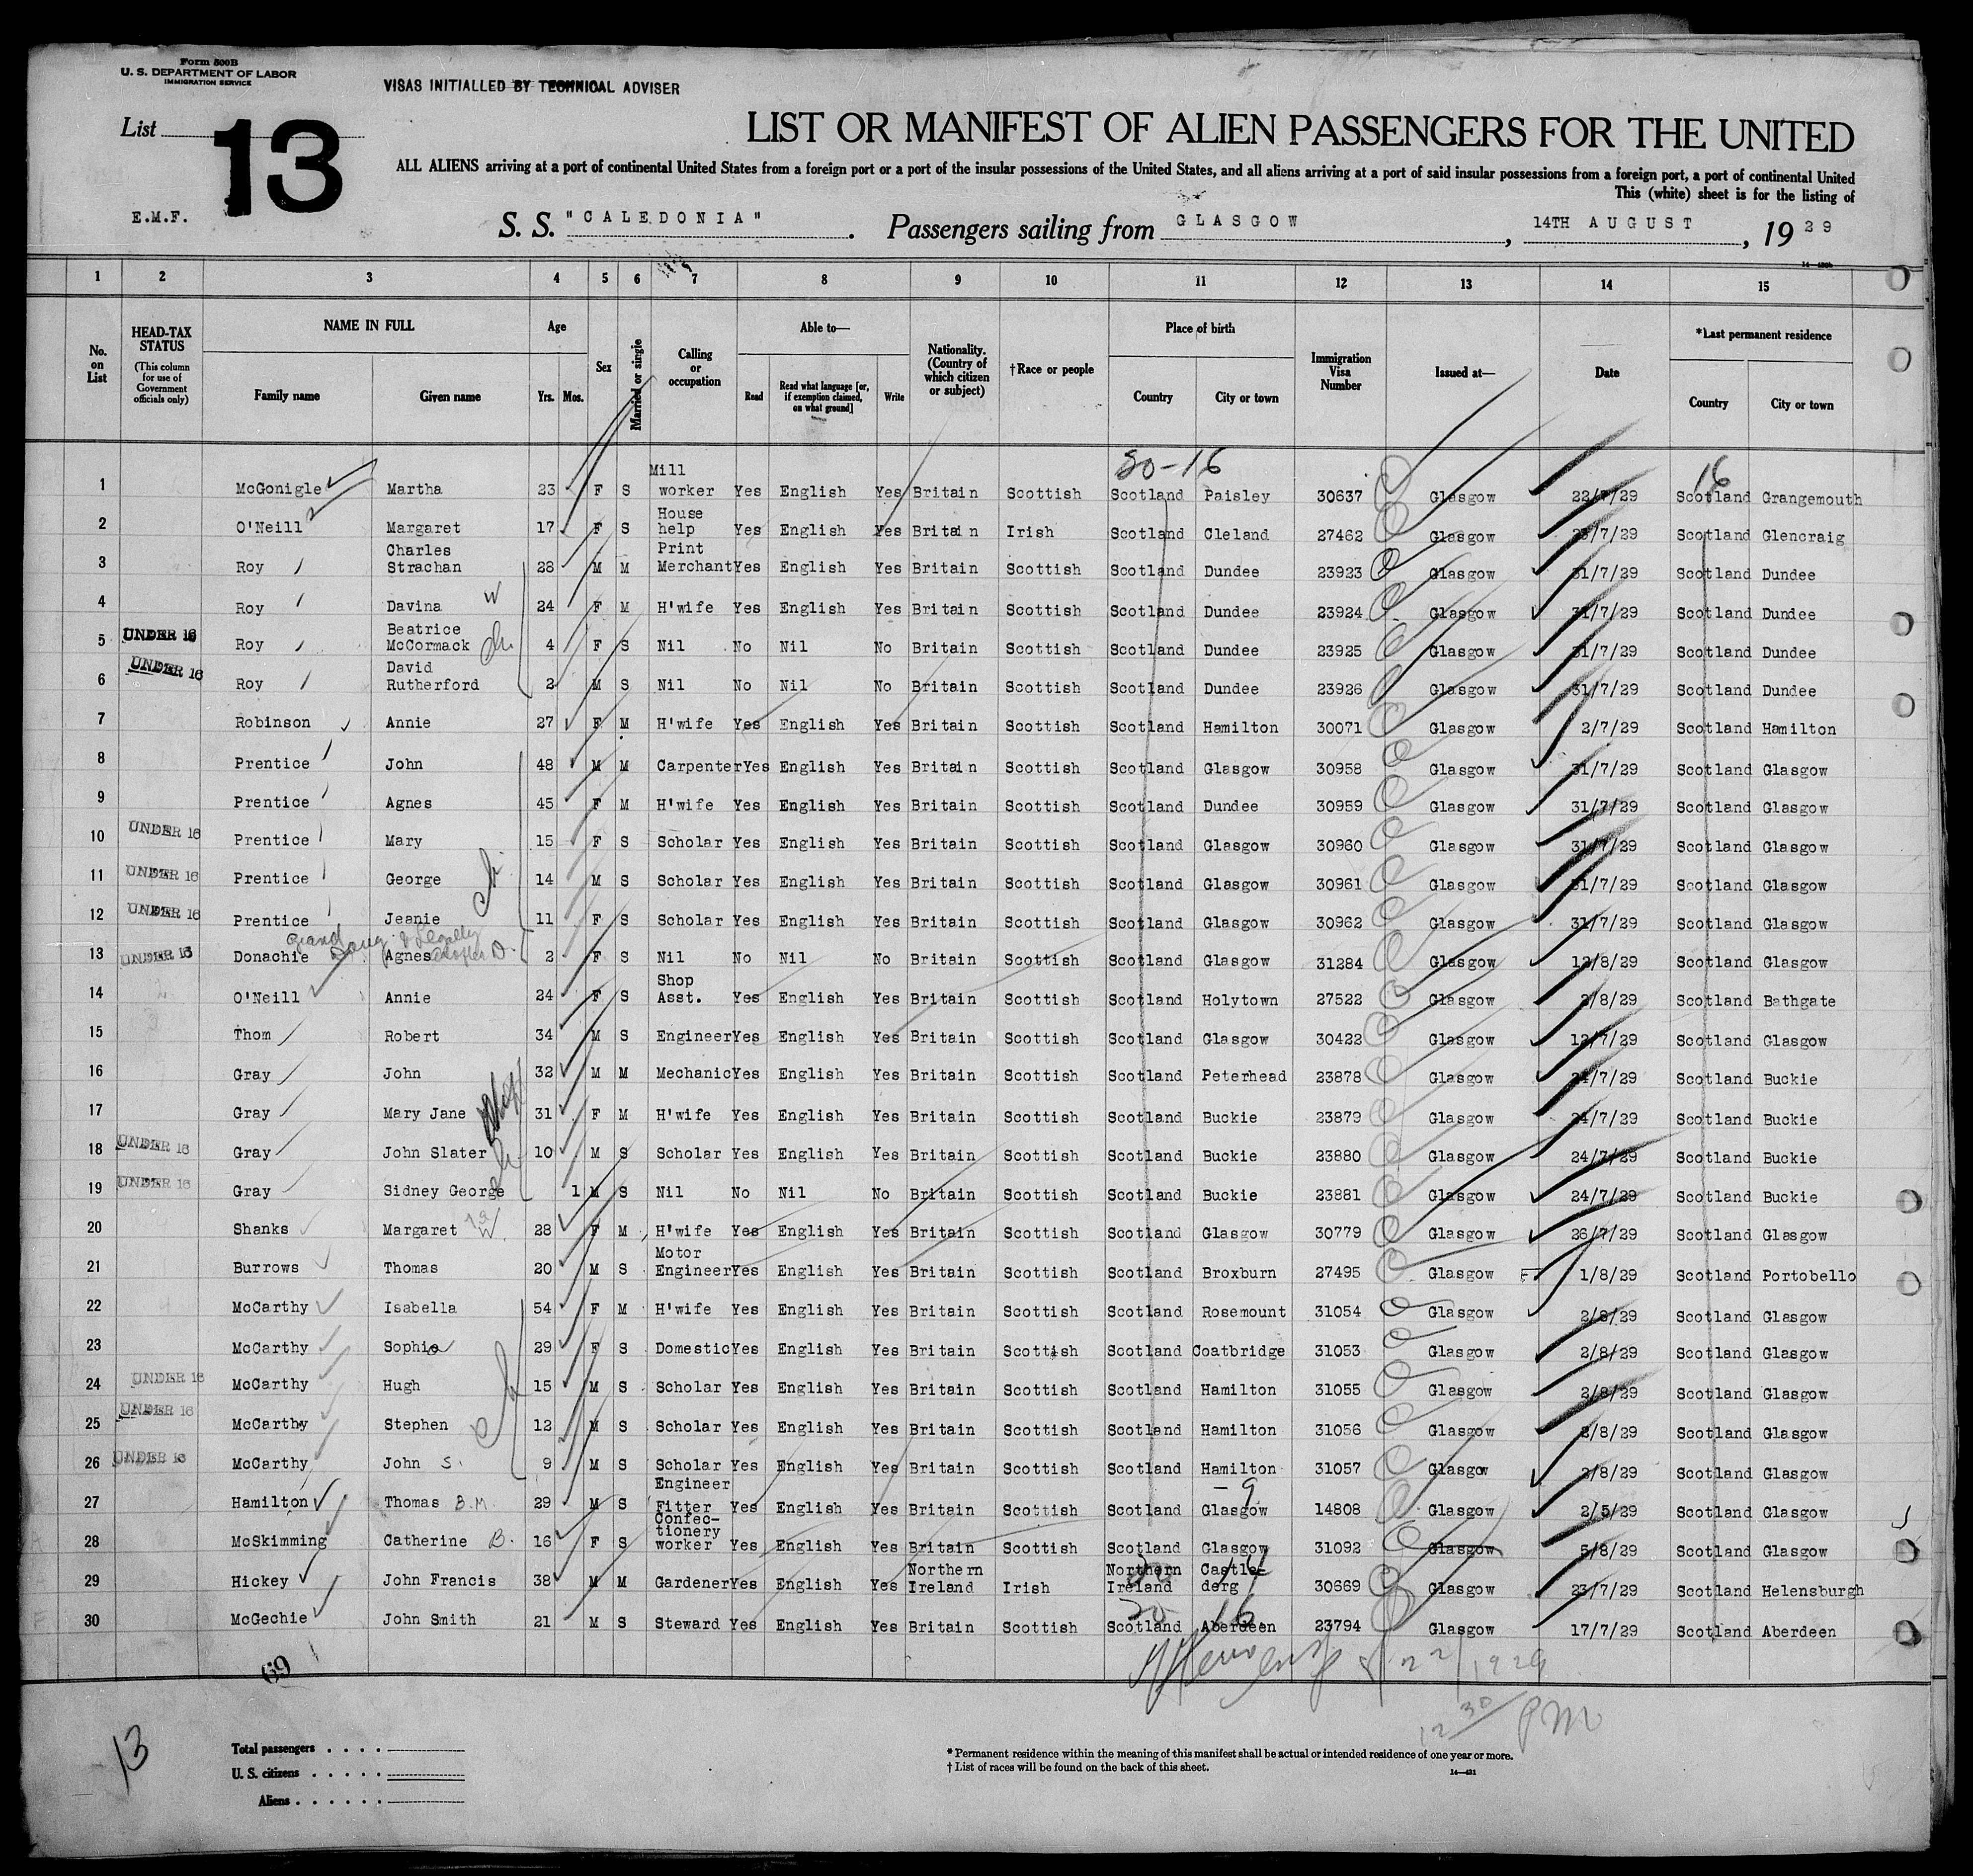 Form 500B
U. S. DEPARTMENT OF LABOR
IMMIGRATION SERVICE
VISAS INITIALLED BY TECHNICAL ADVISER
List 13
LIST OR MANIFEST OF ALIEN PASSENGERS FOR THE UNITED
ALL ALIENS arriving at a port of continental United States from a foreign port or a port of the insular possessions of the United States, and all aliens arriving at a port of said insular possessions from a foreign port, a port of continental United
This (white) sheet is for the listing of
E.M.F.
S. S. "CALEDONIA". Passengers sailing from GLASGOW, 14TH AUGUST, 1929
1 2 3 4 5 6 7 8 9 10 11 12 13 14 15
No. on List
HEAD-TAX STATUS
(This column for use of Government officials only)
NAME IN FULL
Family name Given name
Age
Yrs. Mos.
Sex
Married or single
Calling or occupation
Able to—
Read Read what language [or, if exemption claimed, on what ground] Write
Nationality. (Country of which citizen or subject)
†Race or people
Place of birth
Country City or town
Immigration Visa Number
Issued at—
Date
*Last permanent residence
Country City or town
30-16 16
1 McGonigle Martha 23 F S Mill worker Yes English Yes Britain Scottish Scotland Paisley 30637 Glasgow 22/7/29 Scotland Grangemouth
2 O'Neill Margaret 17 F S House help Yes English Yes Britain Irish Scotland Cleland 27462 Glasgow 23/7/29 Scotland Glencraig
3 Roy Charles Strachan 28 M M Print Merchant Yes English Yes Britain Scottish Scotland Dundee 23923 Glasgow 31/7/29 Scotland Dundee
4 Roy Davina W 24 F M H'wife Yes English Yes Britain Scottish Scotland Dundee 23924 Glasgow 31/7/29 Scotland Dundee
5 UNDER 16 Roy Beatrice McCormack ch 4 F S Nil No Nil No Britain Scottish Scotland Dundee 23925 Glasgow 31/7/29 Scotland Dundee
6 UNDER 16 Roy David Rutherford 2 M S Nil No Nil No Britain Scottish Scotland Dundee 23926 Glasgow 31/7/29 Scotland Dundee
7 Robinson Annie 27 F M H'wife Yes English Yes Britain Scottish Scotland Hamilton 30071 Glasgow 2/7/29 Scotland Hamilton
8 Prentice John 48 M M Carpenter Yes English Yes Britain Scottish Scotland Glasgow 30958 Glasgow 31/7/29 Scotland Glasgow
9 Prentice Agnes 45 F M H'wife Yes English Yes Britain Scottish Scotland Dundee 30959 Glasgow 31/7/29 Scotland Glasgow
10 UNDER 16 Prentice Mary 15 F S Scholar Yes English Yes Britain Scottish Scotland Glasgow 30960 Glasgow 31/7/29 Scotland Glasgow
11 UNDER 16 Prentice George ch 14 M S Scholar Yes English Yes Britain Scottish Scotland Glasgow 30961 Glasgow 31/7/29 Scotland Glasgow
12 UNDER 16 Prentice Jeanie 11 F S Scholar Yes English Yes Britain Scottish Scotland Glasgow 30962 Glasgow 31/7/29 Scotland Glasgow
Grand Daug. & Legally adopted D.
13 UNDER 16 Donachie Agnes 2 F S Nil No Nil No Britain Scottish Scotland Glasgow 31284 Glasgow 12/8/29 Scotland Glasgow
14 O'Neill Annie 24 F S Shop Asst. Yes English Yes Britain Scottish Scotland Holytown 27522 Glasgow 2/8/29 Scotland Bathgate
15 Thom Robert 34 M S Engineer Yes English Yes Britain Scottish Scotland Glasgow 30422 Glasgow 12/7/29 Scotland Glasgow
16 Gray John 32 M M Mechanic Yes English Yes Britain Scottish Scotland Peterhead 23878 Glasgow 24/7/29 Scotland Buckie
17 Gray Mary Jane 31 F M H'wife Yes English Yes Britain Scottish Scotland Buckie 23879 Glasgow 24/7/29 Scotland Buckie
18 UNDER 16 Gray John Slater ch 10 M S Scholar Yes English Yes Britain Scottish Scotland Buckie 23880 Glasgow 24/7/29 Scotland Buckie
19 UNDER 16 Gray Sidney George 1 M S Nil No Nil No Britain Scottish Scotland Buckie 23881 Glasgow 24/7/29 Scotland Buckie
20 Shanks Margaret W. 28 F M H'wife Yes English Yes Britain Scottish Scotland Glasgow 30779 Glasgow 26/7/29 Scotland Glasgow
21 Burrows Thomas 20 M S Motor Engineer Yes English Yes Britain Scottish Scotland Broxburn 27495 Glasgow 1/8/29 Scotland Portobello
22 McCarthy Isabella 54 F M H'wife Yes English Yes Britain Scottish Scotland Rosemount 31054 Glasgow 2/8/29 Scotland Glasgow
23 McCarthy Sophia 29 F S Domestic Yes English Yes Britain Scottish Scotland Coatbridge 31053 Glasgow 2/8/29 Scotland Glasgow
24 UNDER 16 McCarthy Hugh 15 M S Scholar Yes English Yes Britain Scottish Scotland Hamilton 31055 Glasgow 2/8/29 Scotland Glasgow
25 UNDER 16 McCarthy Stephen ch 12 M S Scholar Yes English Yes Britain Scottish Scotland Hamilton 31056 Glasgow 2/8/29 Scotland Glasgow
26 UNDER 16 McCarthy John S. 9 M S Scholar Yes English Yes Britain Scottish Scotland Hamilton 31057 Glasgow 2/8/29 Scotland Glasgow
27 Hamilton Thomas B.M. 29 M S Engineer Fitter Yes English Yes Britain Scottish Scotland Glasgow - 9 14808 Glasgow 2/5/29 Scotland Glasgow
28 McSkimming Catherine B. 16 F S Confec-tionery worker Yes English Yes Britain Scottish Scotland Glasgow 31092 Glasgow 5/8/29 Scotland Glasgow
29 Hickey John Francis 38 M M Gardener Yes English Yes Northern Ireland Irish Northern Ireland Castle-derg 30669 Glasgow 23/7/29 Scotland Helensburgh
30 McGechie John Smith 21 M S Steward Yes English Yes Britain Scottish Scotland Aberdeen 30 16 23794 Glasgow 17/7/29 Scotland Aberdeen
69
8/22/1929
12 30 PM
13
Total passengers . . . .
U. S. citizens . . . . .
Aliens . . . . . .
* Permanent residence within the meaning of this manifest shall be actual or intended residence of one year or more.
† List of races will be found on the back of this sheet.
14—421